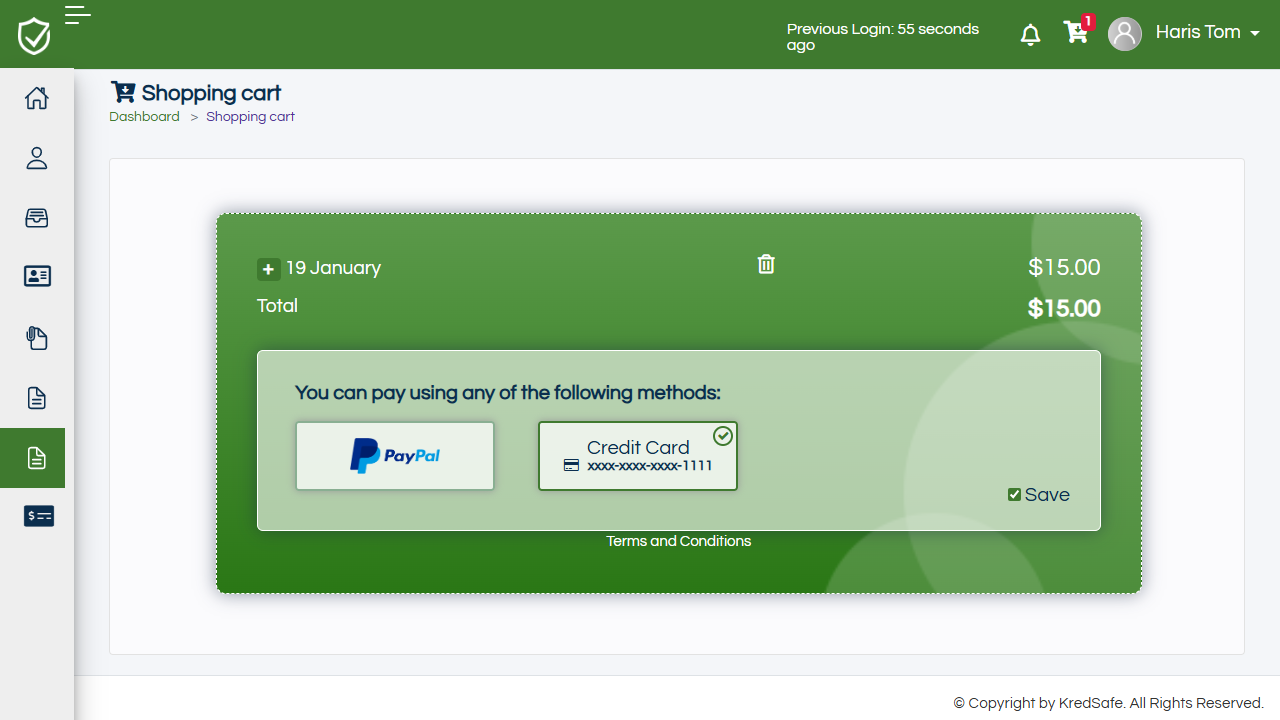 Previous Login: 55 seconds
ago
1
Haris Tom
Shopping cart
Dashboard > Shopping cart
19 January
$15.00
Total
$15.00
You can pay using any of the following methods:
PayPal
Credit Card
xxxx-xxxx-xxxx-1111
Save
Terms and Conditions
© Copyright by KredSafe. All Rights Reserved.